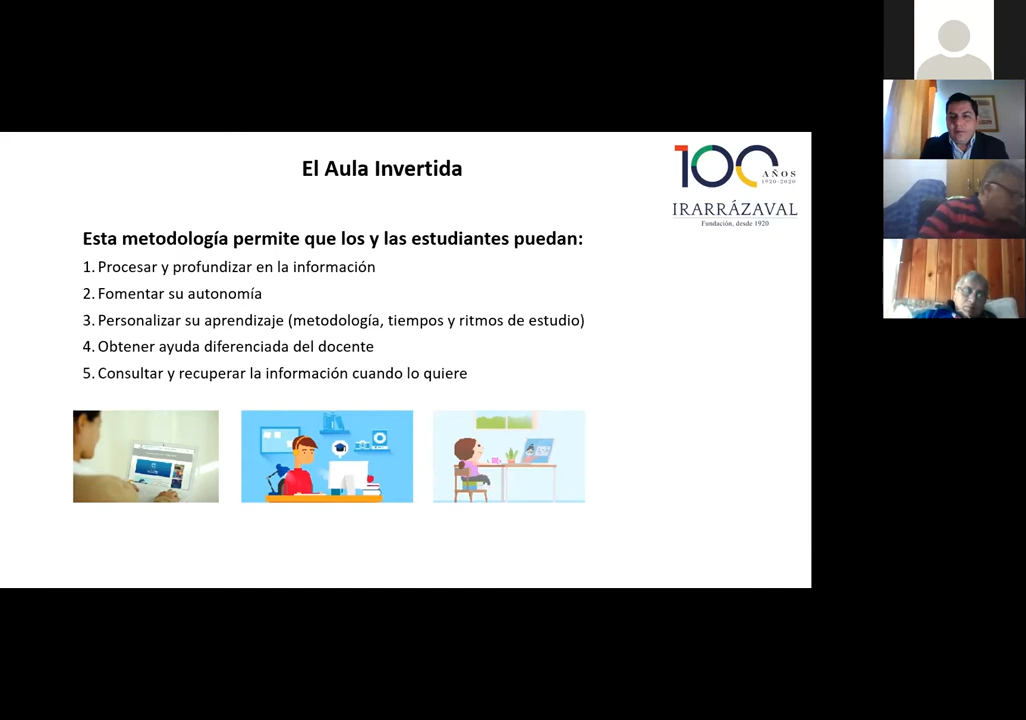 El Aula Invertida
100 AÑOS
1920-2020
IRARRÁZAVAL
Fundación, desde 1920
Esta metodología permite que los y las estudiantes puedan:
1. Procesar y profundizar en la información
2. Fomentar su autonomía
3. Personalizar su aprendizaje (metodología, tiempos y ritmos de estudio)
4. Obtener ayuda diferenciada del docente
5. Consultar y recuperar la información cuando lo quiere